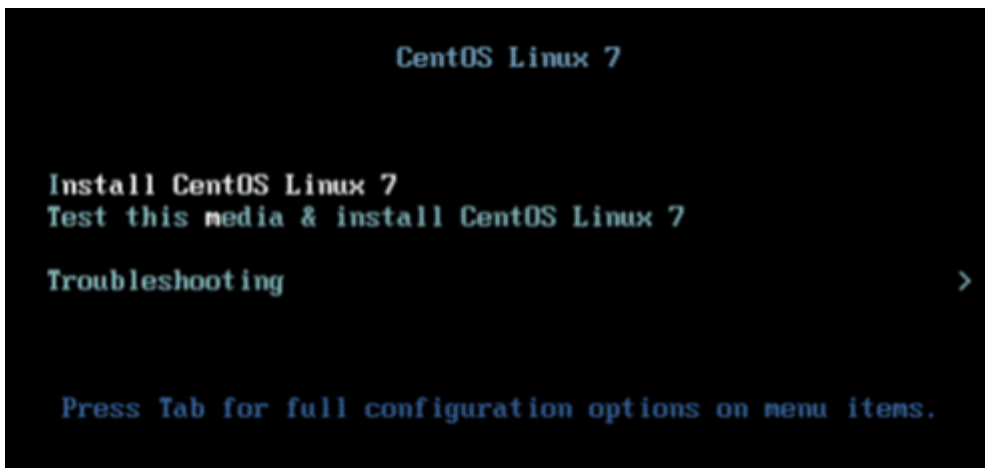 CentOS Linux 7
Install CentOS Linux 7
Test this media & install CentOS Linux 7
Troubleshooting >
Press Tab for full configuration options on menu items.